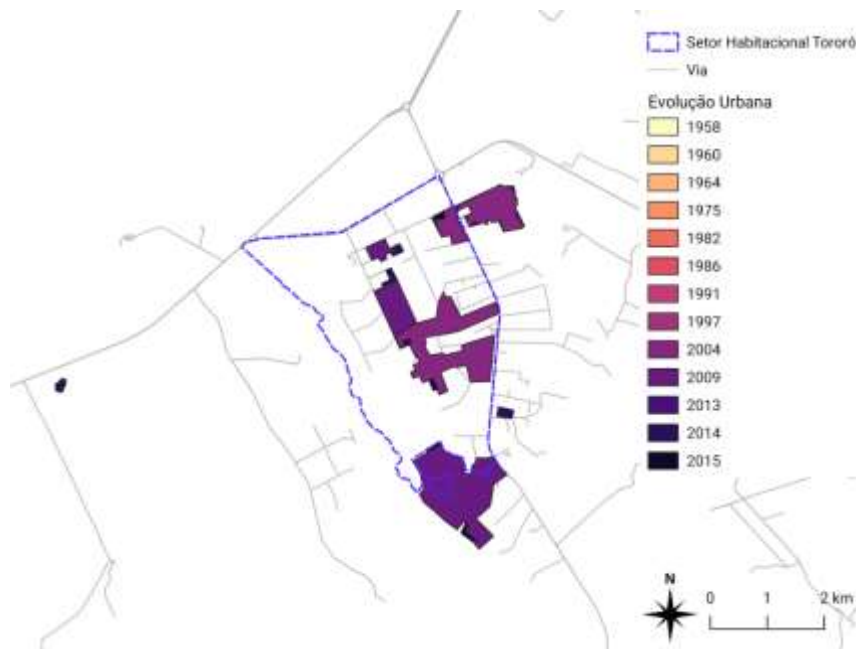 Setor Habitacional Tororó
Via
Evolução Urbana
1958
1960
1964
1975
1982
1986
1991
1997
2004
2009
2013
2014
2015
N
0 1 2 km